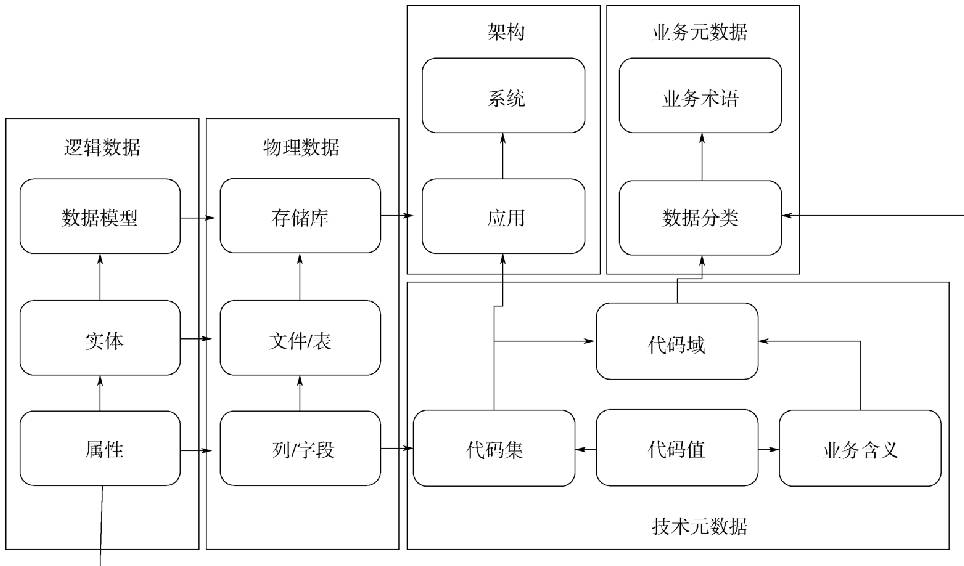 架构
系统
应用
业务元数据
业务术语
数据分类
逻辑数据
数据模型
实体
属性
物理数据
存储库
文件/表
列/字段
代码域
代码集
代码值
业务含义
技术元数据